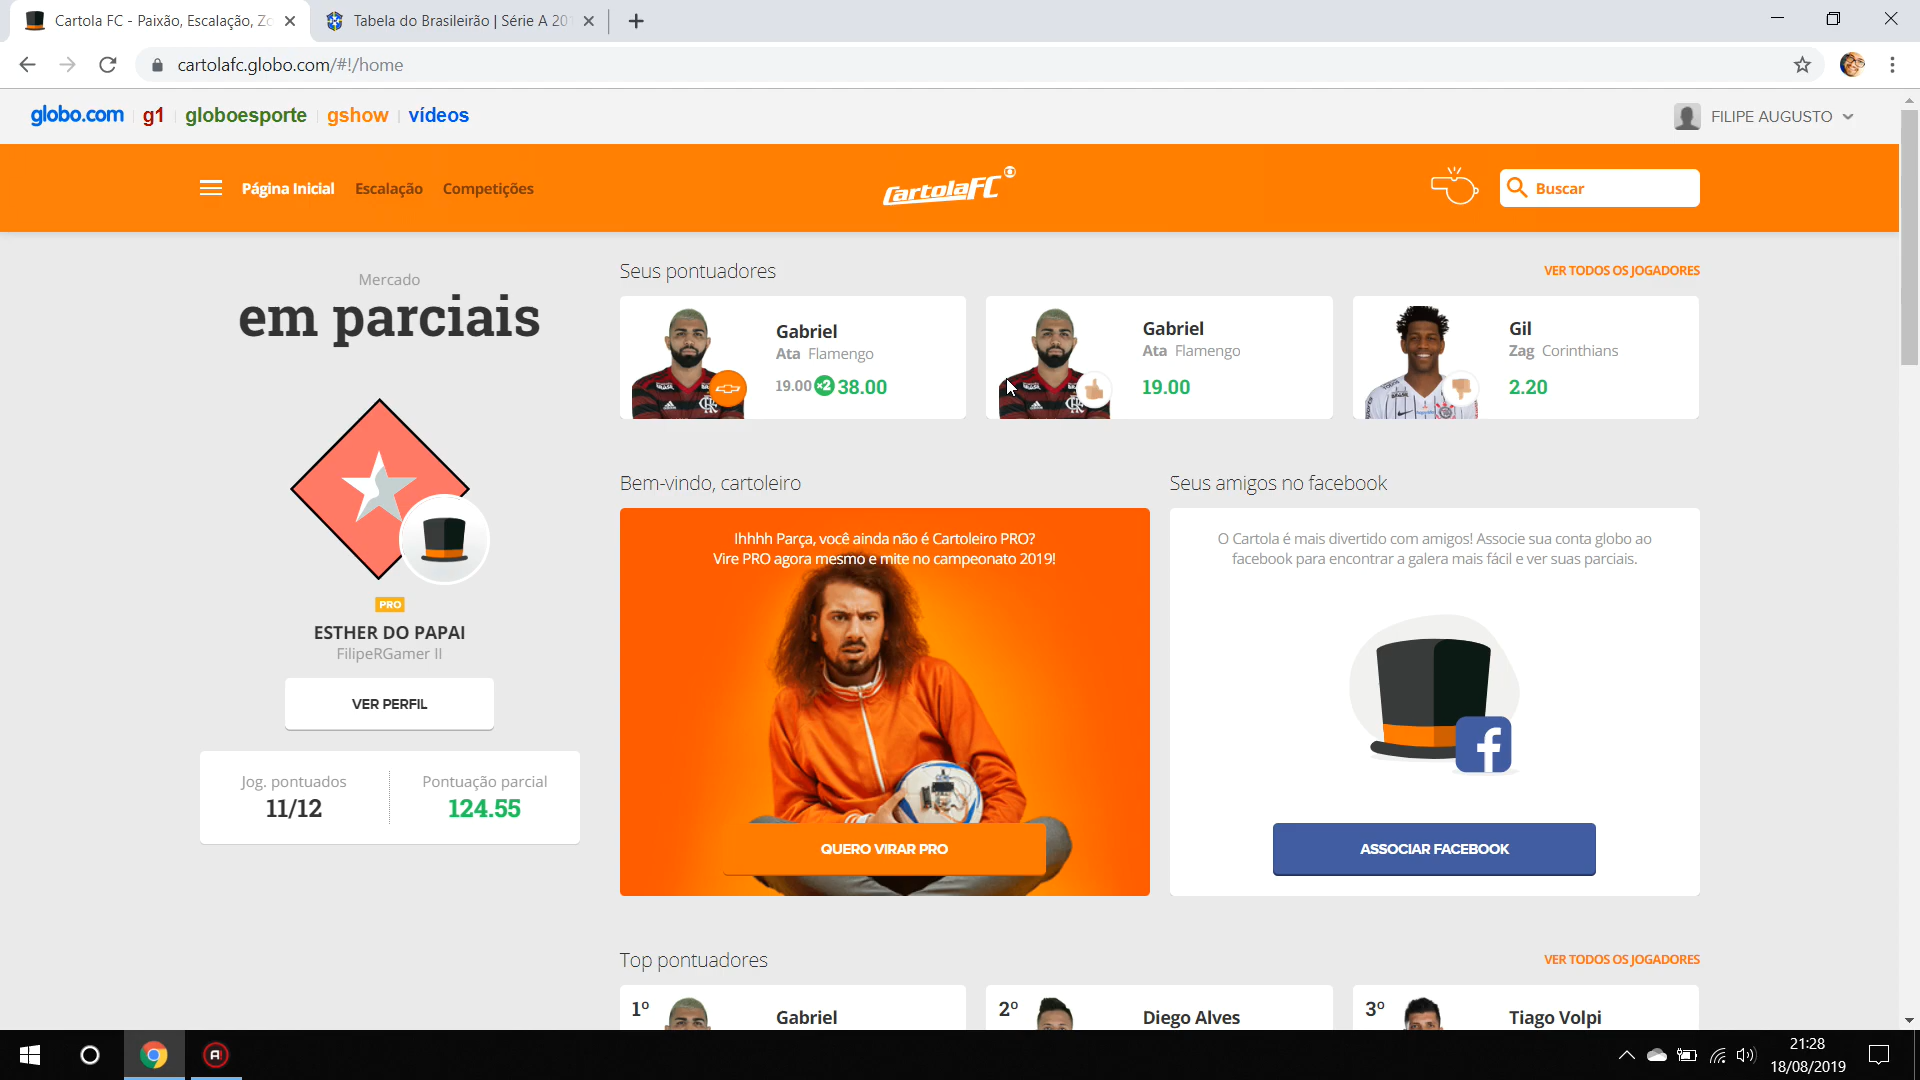 Cartola FC - Paixão, Escalação, Zo
Tabela do Brasileirão | Série A 20
cartolafc.globo.com/#!/home
globo.com g1 globoesporte gshow vídeos
FILIPE AUGUSTO
Página Inicial Escalação Competições
CartolaFC
Buscar
Mercado
em parciais
PRO
ESTHER DO PAPAI
FilipeRGamer II
VER PERFIL
Jog. pontuados
11/12
Pontuação parcial
124.55
Seus pontuadores
VER TODOS OS JOGADORES
Gabriel
Ata Flamengo
19.00 x2 38.00
Gabriel
Ata Flamengo
19.00
Gil
Zag Corinthians
2.20
Bem-vindo, cartoleiro
Ihhhh Parça, você ainda não é Cartoleiro PRO?
Vire PRO agora mesmo e mite no campeonato 2019!
QUERO VIRAR PRO
Seus amigos no facebook
O Cartola é mais divertido com amigos! Associe sua conta globo ao
facebook para encontrar a galera mais fácil e ver suas parciais.
ASSOCIAR FACEBOOK
Top pontuadores
VER TODOS OS JOGADORES
1º
Gabriel
2º
Diego Alves
3º
Tiago Volpi
21:28
18/08/2019